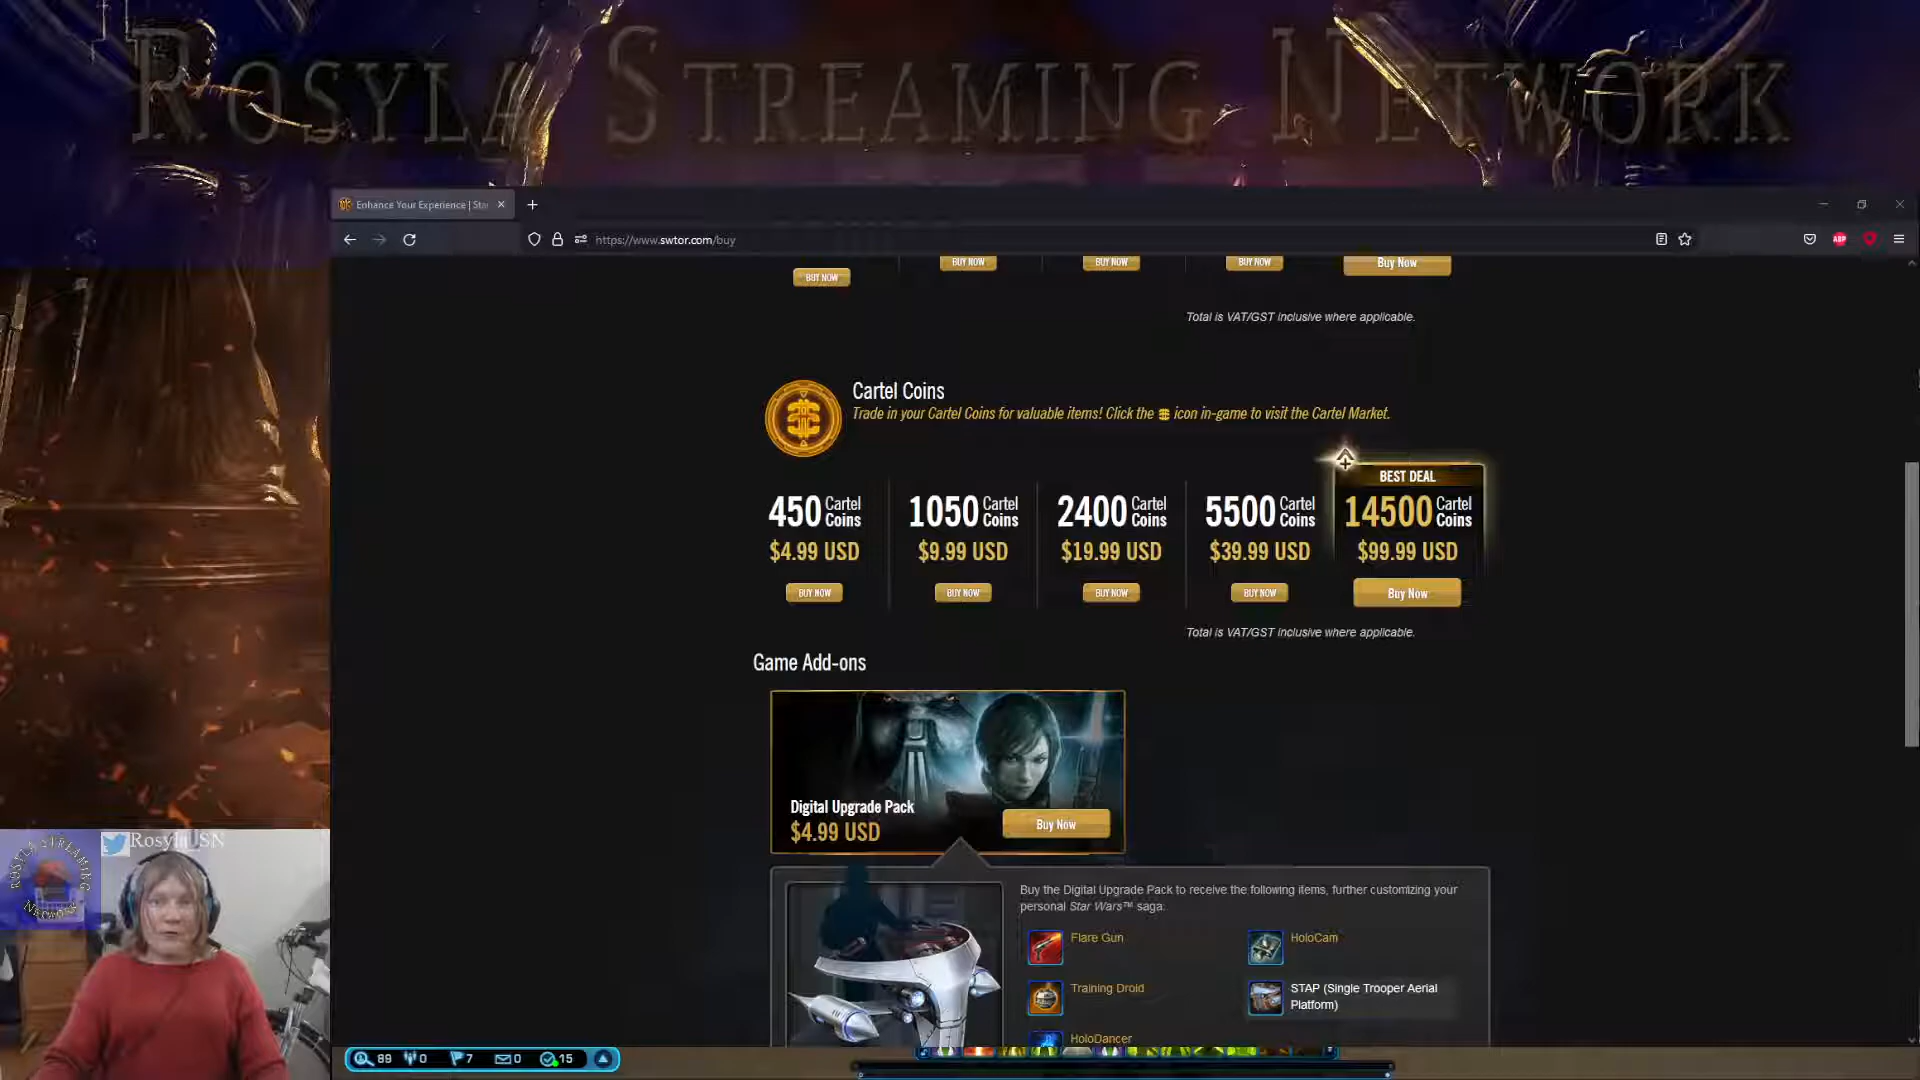 Rosyla Streaming Network
Enhance Your Experience | Sta
https://www.swtor.com/buy
ABP
BUY NOW
BUY NOW
BUY NOW
BUY NOW
Buy Now
Total is VAT/GST inclusive where applicable.
Cartel Coins
Trade in your Cartel Coins for valuable items! Click the icon in-game to visit the Cartel Market.
BEST DEAL
450 Cartel Coins
1050 Cartel Coins
2400 Cartel Coins
5500 Cartel Coins
14500 Cartel Coins
$4.99 USD
$9.99 USD
$19.99 USD
$39.99 USD
$99.99 USD
BUY NOW
BUY NOW
BUY NOW
BUY NOW
Buy Now
Total is VAT/GST inclusive where applicable.
Game Add-ons
Digital Upgrade Pack
$4.99 USD
Buy Now
Buy the Digital Upgrade Pack to receive the following items, further customizing your
personal Star Wars™ saga:
Flare Gun
HoloCam
Training Droid
STAP (Single Trooper Aerial
Platform)
HoloDancer
Rosyla Streaming
Network
RosylaUSN
89 0 7 0 15